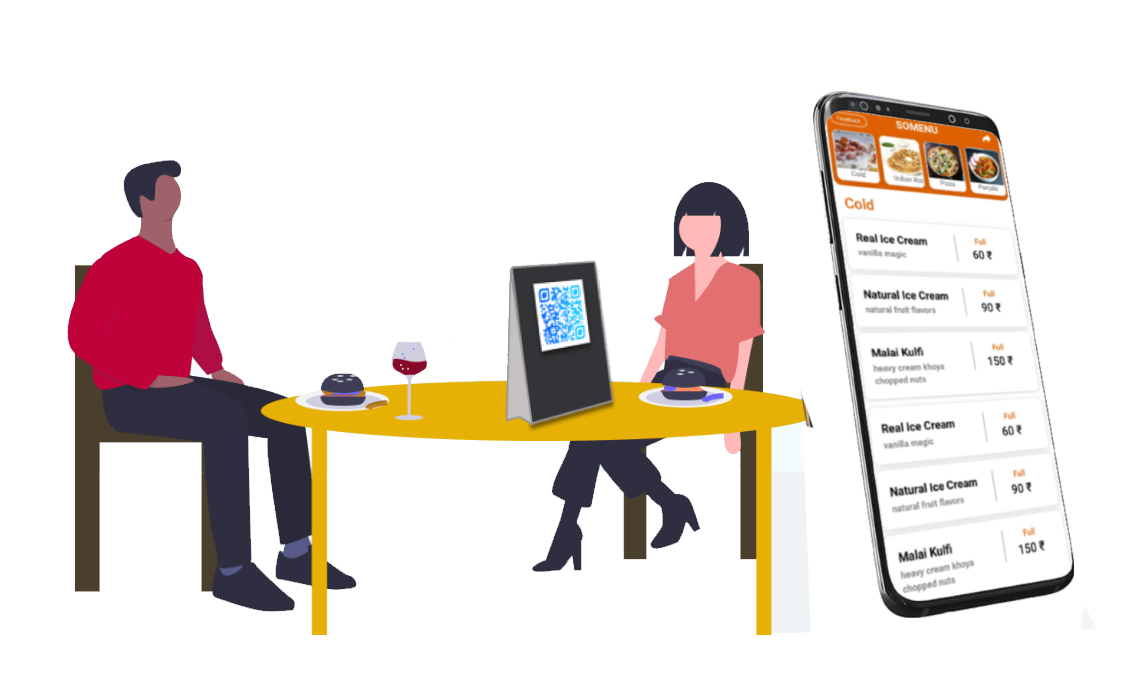 Feedback
SOMENU
Cold
Indian Rot
Pizza
Punjabi
Cold
Real Ice Cream
vanilla magic
Full
60 ₹
Natural Ice Cream
natural fruit flavors
Full
90 ₹
Malai Kulfi
heavy cream khoya
chopped nuts
Full
150 ₹
Real Ice Cream
vanilla magic
Full
60 ₹
Natural Ice Cream
natural fruit flavors
Full
90 ₹
Malai Kulfi
heavy cream khoya
chopped nuts
Full
150 ₹